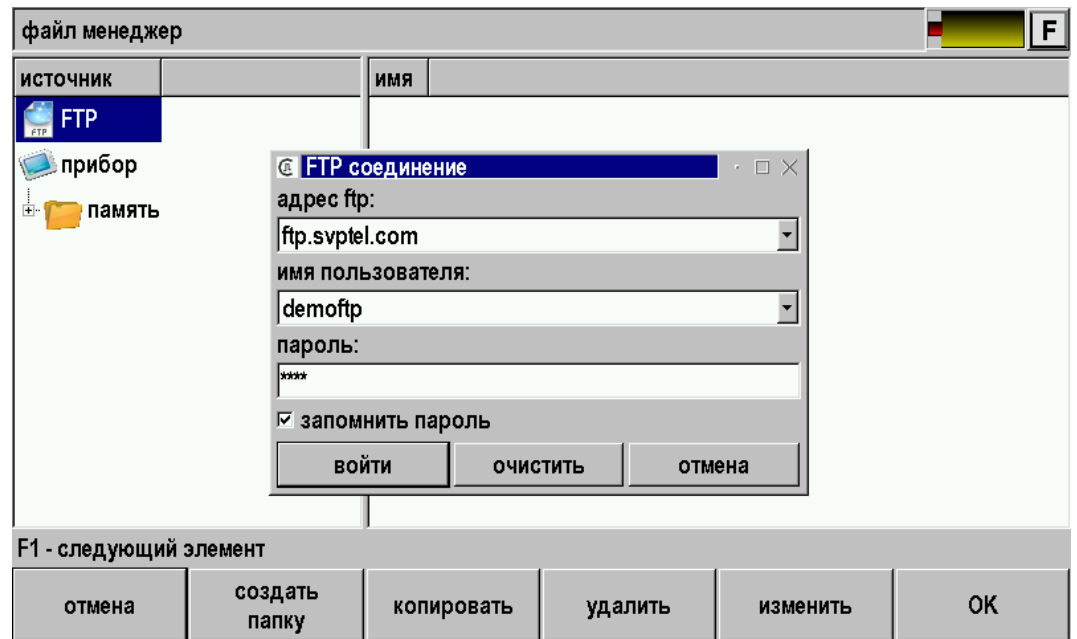 файл менеджер
F
источник
имя
FTP
FTP
прибор
память
FTP соединение
адрес ftp:
ftp.svptel.com
имя пользователя:
demoftp
пароль:
****
запомнить пароль
войти
очистить
отмена
F1 - следующий элемент
отмена
создать
папку
копировать
удалить
изменить
OK